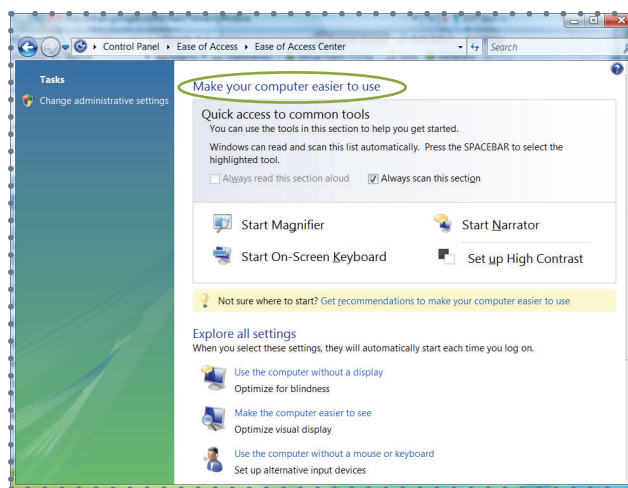 Control Panel ▸ Ease of Access ▸ Ease of Access Center
Search
Tasks
Change administrative settings
Make your computer easier to use
Quick access to common tools
You can use the tools in this section to help you get started.
Windows can read and scan this list automatically. Press the SPACEBAR to select the
highlighted tool.
Always read this section aloud
Always scan this section
Start Magnifier
Start Narrator
Start On-Screen Keyboard
Set up High Contrast
Not sure where to start? Get recommendations to make your computer easier to use
Explore all settings
When you select these settings, they will automatically start each time you log on.
Use the computer without a display
Optimize for blindness
Make the computer easier to see
Optimize visual display
Use the computer without a mouse or keyboard
Set up alternative input devices